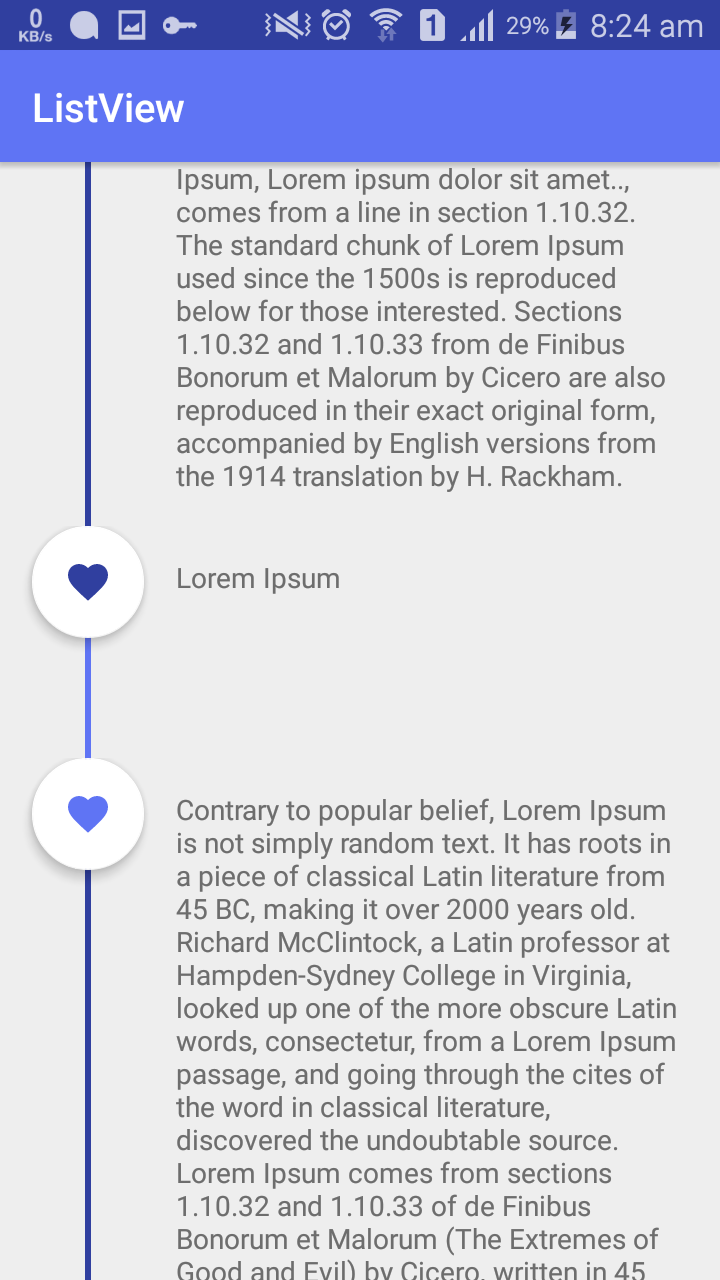 0
KB/s
1
29%
8:24 am
ListView
Ipsum, Lorem ipsum dolor sit amet..,
comes from a line in section 1.10.32.
The standard chunk of Lorem Ipsum
used since the 1500s is reproduced
below for those interested. Sections
1.10.32 and 1.10.33 from de Finibus
Bonorum et Malorum by Cicero are also
reproduced in their exact original form,
accompanied by English versions from
the 1914 translation by H. Rackham.
Lorem Ipsum
Contrary to popular belief, Lorem Ipsum
is not simply random text. It has roots in
a piece of classical Latin literature from
45 BC, making it over 2000 years old.
Richard McClintock, a Latin professor at
Hampden-Sydney College in Virginia,
looked up one of the more obscure Latin
words, consectetur, from a Lorem Ipsum
passage, and going through the cites of
the word in classical literature,
discovered the undoubtable source.
Lorem Ipsum comes from sections
1.10.32 and 1.10.33 of de Finibus
Bonorum et Malorum (The Extremes of
Good and Evil) by Cicero, written in 45